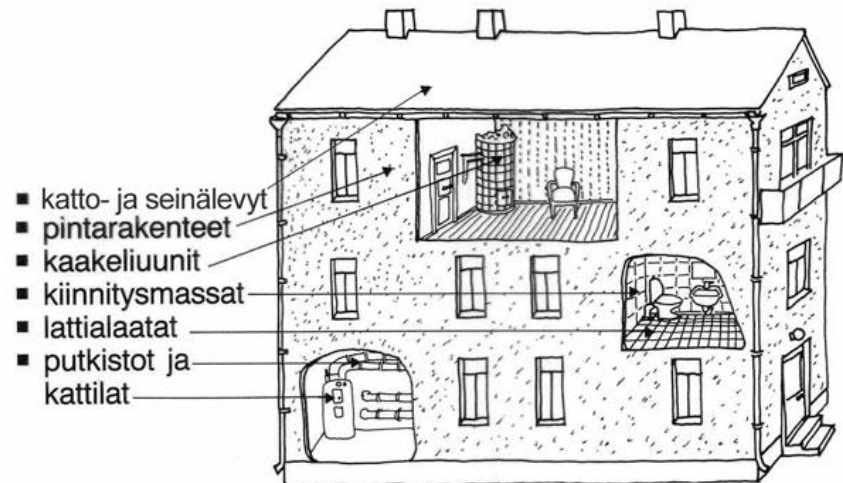 ▪ katto- ja seinälevyt
▪ pintarakenteet
▪ kaakeliuunit
▪ kiinnitysmassat
▪ lattialaatat
▪ putkistot ja
kattilat